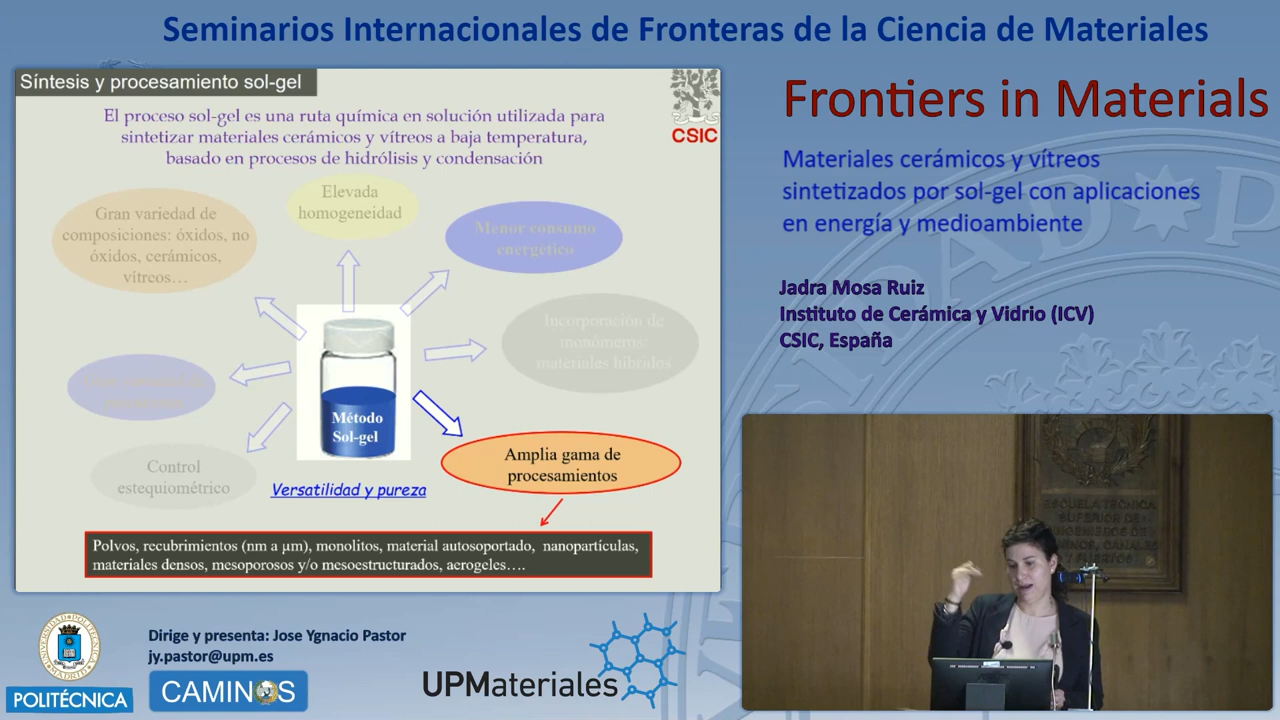 Seminarios Internacionales de Fronteras de la Ciencia de Materiales
Síntesis y procesamiento sol-gel
CSIC
El proceso sol-gel es una ruta química en solución utilizada para
sintetizar materiales cerámicos y vítreos a baja temperatura,
basado en procesos de hidrólisis y condensación
Elevada
homogeneidad
Gran variedad de
composiciones: óxidos, no
óxidos, cerámicos,
vítreos…
Menor consumo
energético
Incorporación de
monómeros:
materiales híbridos
Método
Sol-gel
Control
estequiométrico
Versatilidad y pureza
Amplia gama de
procesamientos
Polvos, recubrimientos (nm a µm), monolitos, material autosoportado, nanopartículas,
materiales densos, mesoporosos y/o mesoestructurados, aerogeles….
Frontiers in Materials
Materiales cerámicos y vítreos
sintetizados por sol-gel con aplicaciones
en energía y medioambiente
Jadra Mosa Ruiz
Instituto de Cerámica y Vidrio (ICV)
CSIC, España
ESCUELA TÉCNICA
SUPERIOR DE
Dirige y presenta: Jose Ygnacio Pastor
jy.pastor@upm.es
POLITÉCNICA
CAMINOS
UPMateriales